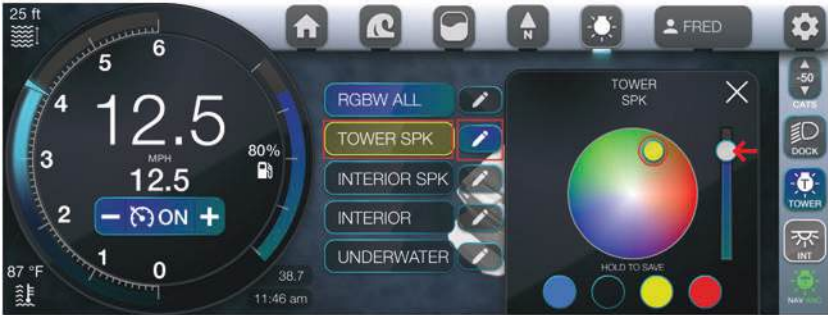 25 ft
N
FRED
6
5
4
3
2
1
0
12.5
MPH
12.5
80%
ON
87 °F
38.7
11:46 am
RGBW ALL
TOWER SPK
INTERIOR SPK
INTERIOR
UNDERWATER
TOWER
SPK
HOLD TO SAVE
-50
CATS
DOCK
T
TOWER
INT
NAV ANC